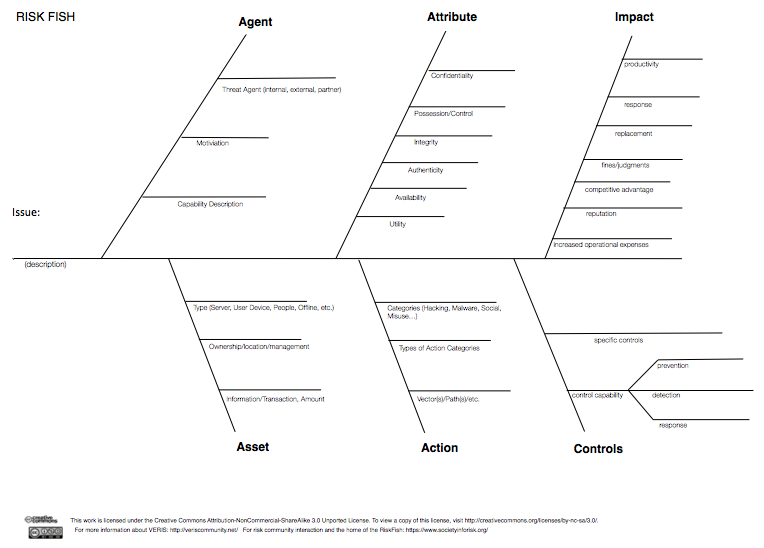 RISK FISH
Agent
Attribute
Impact
Threat Agent (internal, external, partner)
Motiviation
Capability Description
Confidentiality
Possession/Control
Integrity
Authenticity
Availability
Utility
productivity
response
replacement
fines/judgments
competitive advantage
reputation
Increased operational expenses
Issue:
(description)
Type (Server, User Device, People, Offline, etc.)
Ownership/location/management
Information/Transaction, Amount
Categories (Hacking, Malware, Social,
Misuse...)
Types of Action Categories
Vector(s)/Path(s)/etc.
specific controls
control capability
prevention
detection
response
Asset
Action
Controls
creative commons
This work is licensed under the Creative Commons Attribution-NonCommercial-ShareAlike 3.0 Unported License. To view a copy of this license, visit http://creativecommons.org/licenses/by-nc-sa/3.0/.
For more information about VERIS: http://veriscommunity.net/ For risk community interaction and the home of the RiskFish: https://www.societyinforisk.org/